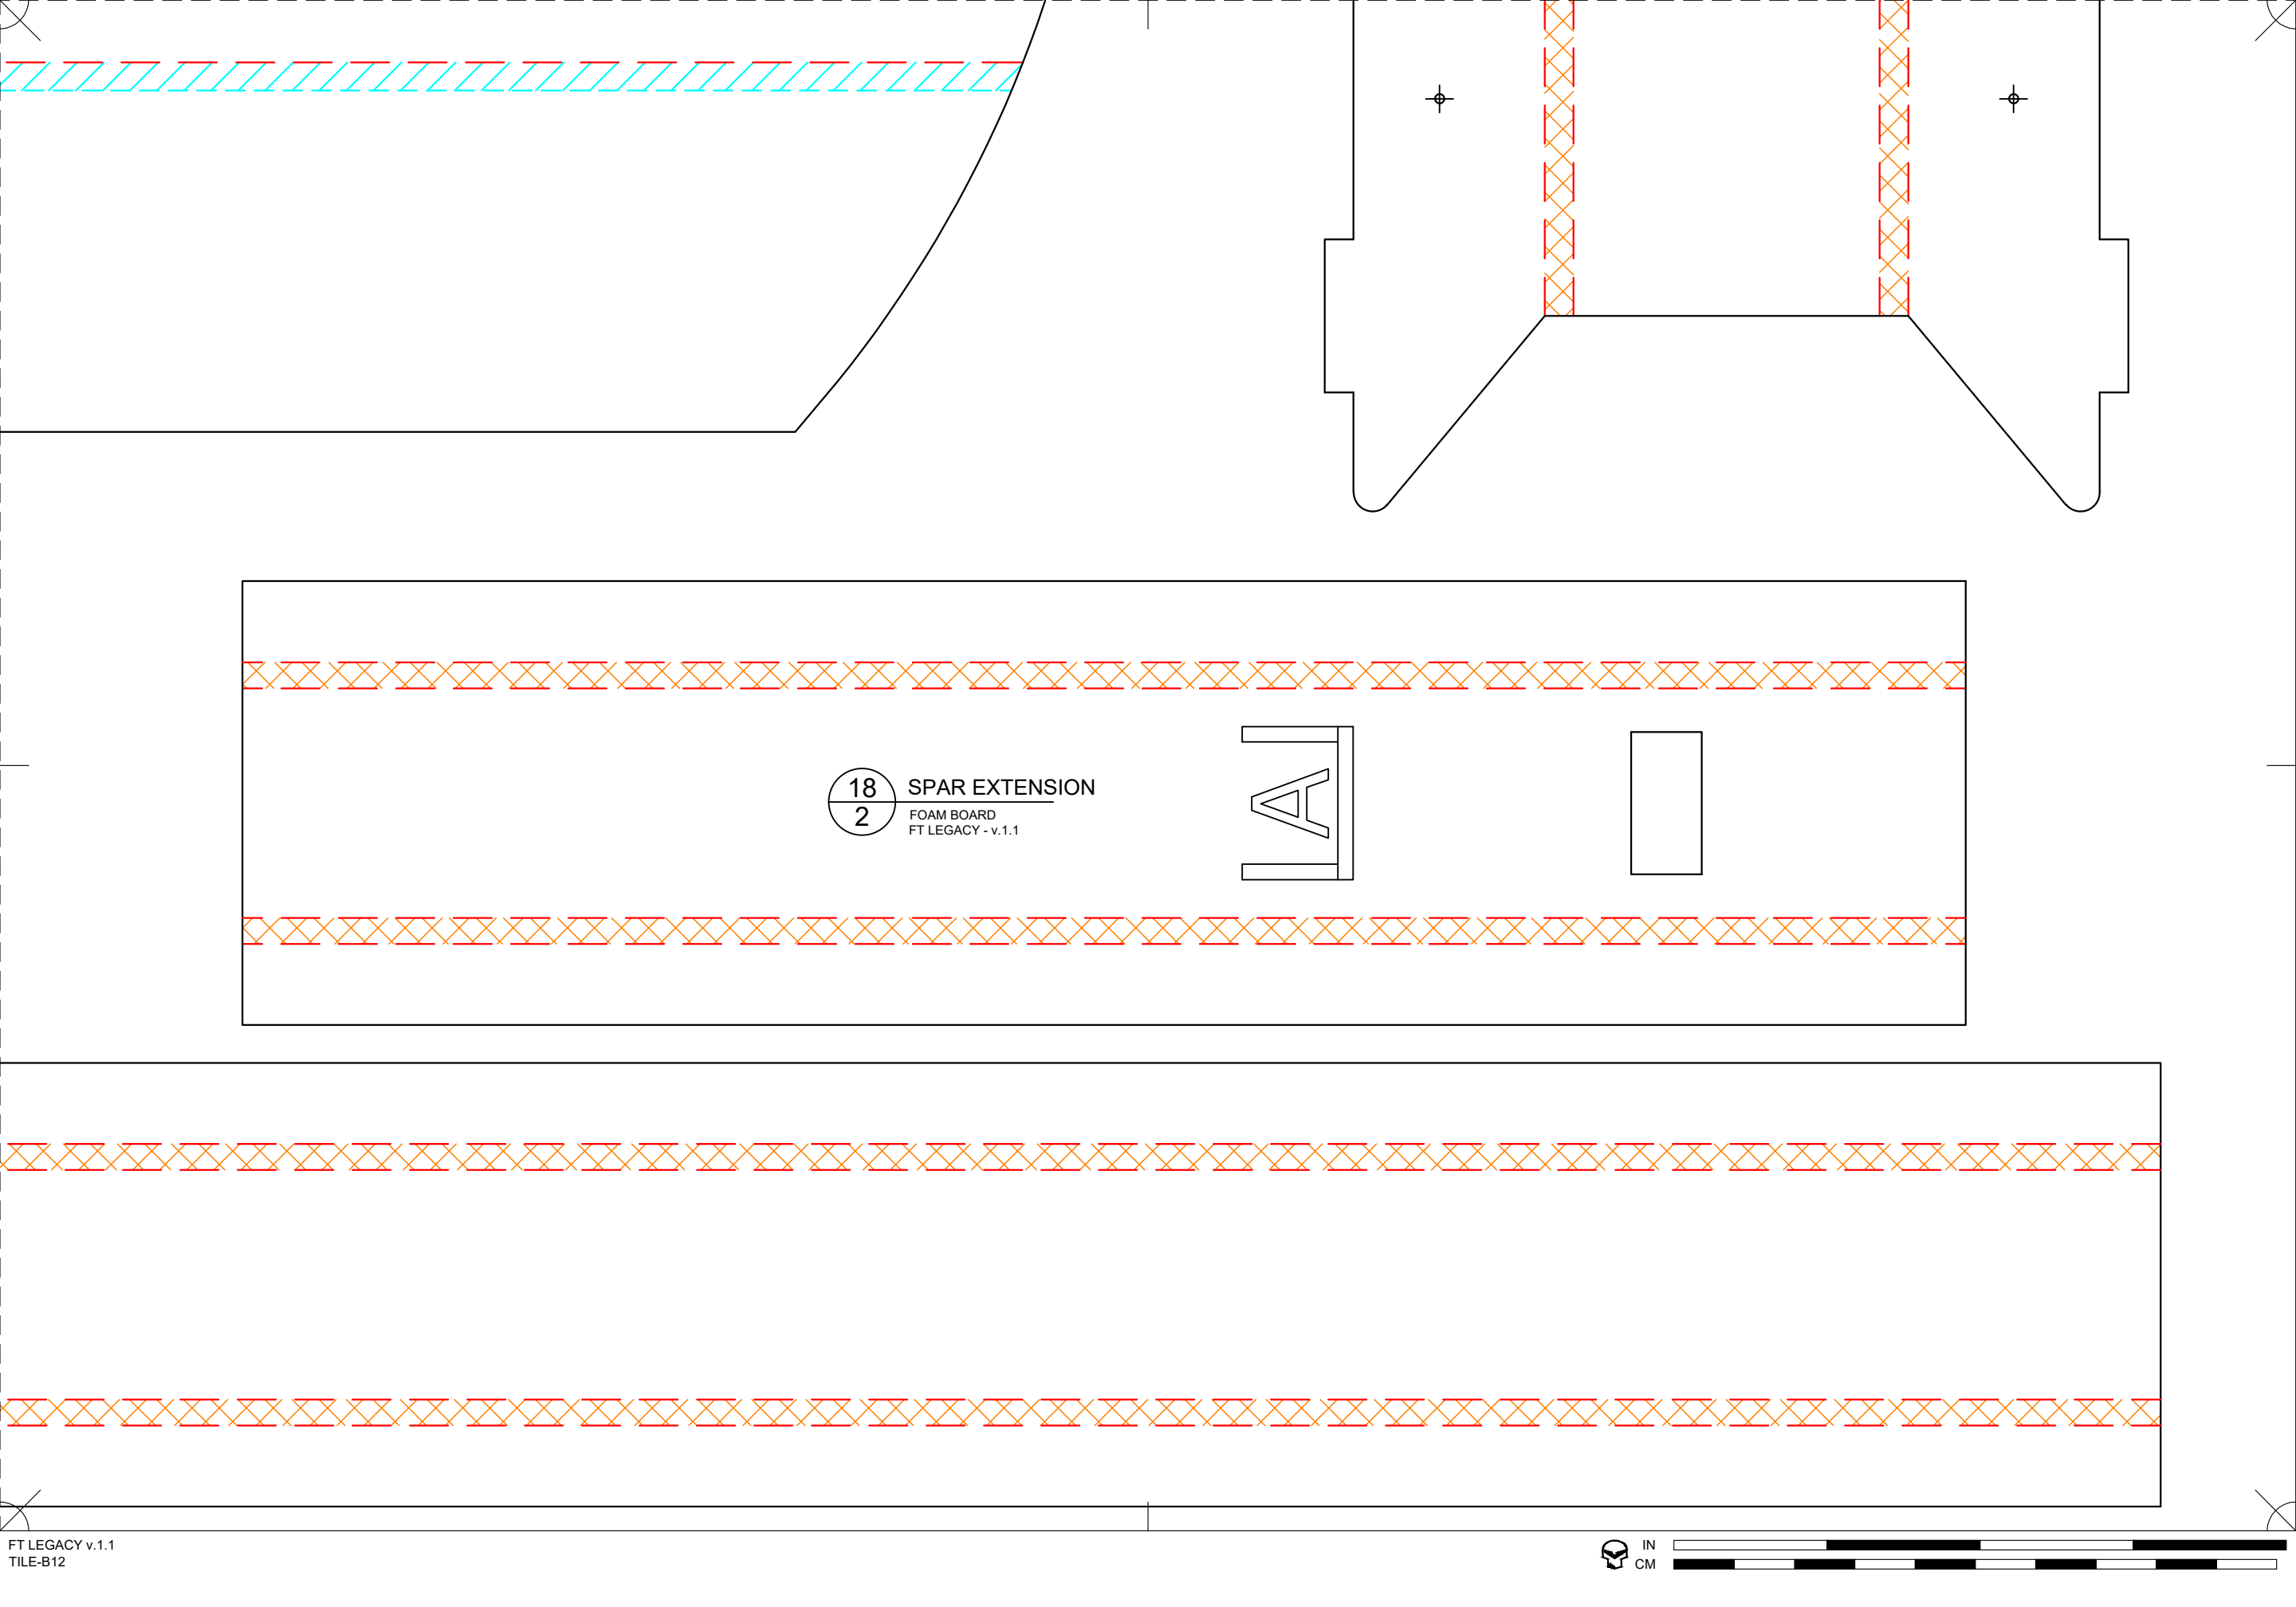 18
2
SPAR EXTENSION
FOAM BOARD
FT LEGACY - v.1.1
A
FT LEGACY v.1.1
TILE-B12
IN
CM